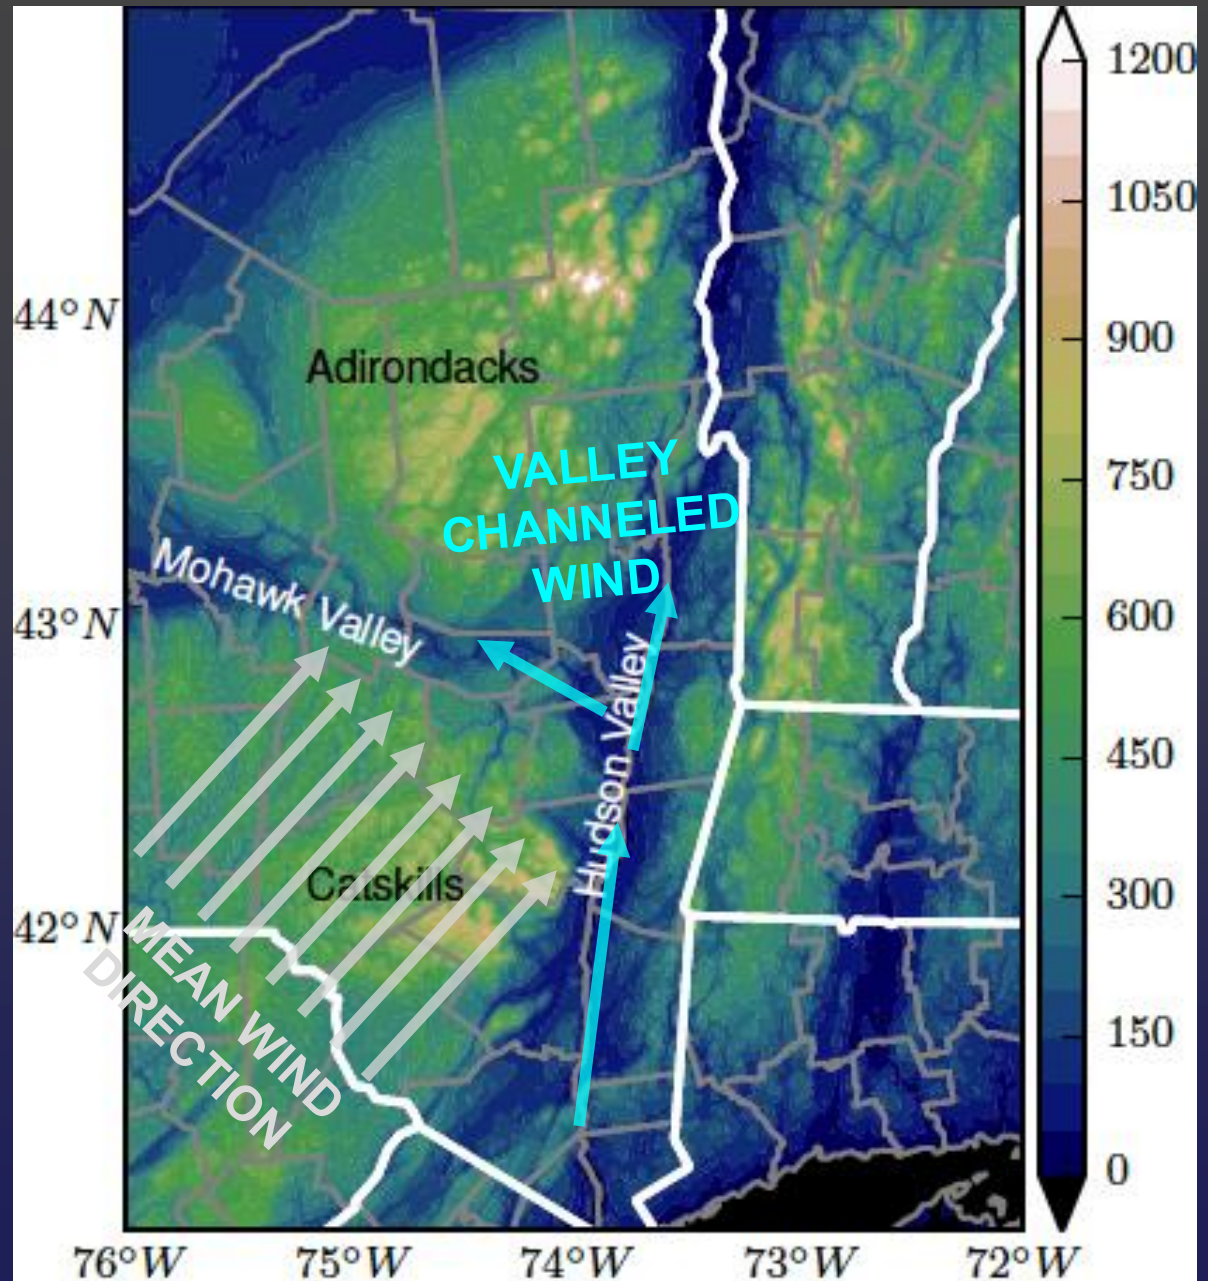 1200
1050
44°N
900
Adirondacks
VALLEY
CHANNELED
WIND
750
Mohawk Valley
43°N
600
Hudson Valley
450
Catskills
42°N
300
MEAN WIND
DIRECTION
150
0
76°W
75°W
74°W
73°W
72°W